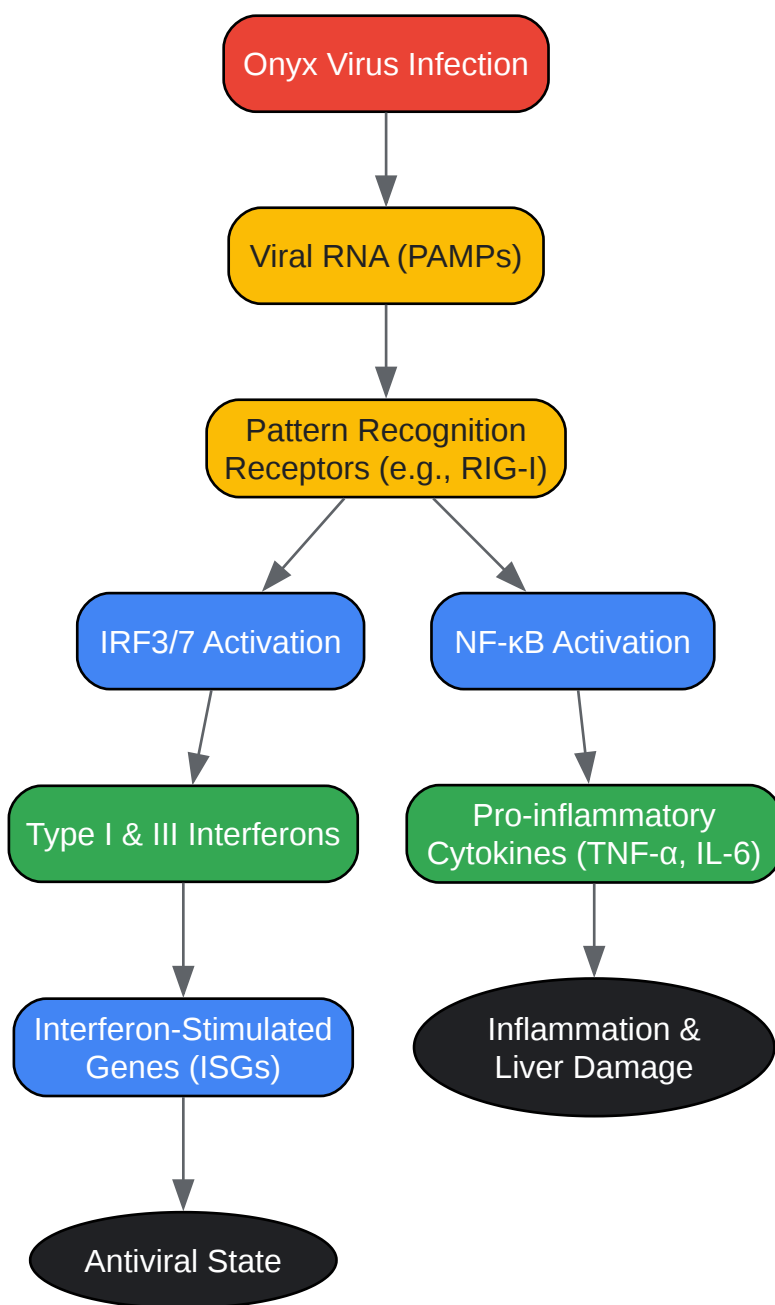 Onyx Virus Infection
Viral RNA (PAMPs)
Pattern Recognition
Receptors (e.g., RIG-I)
IRF3/7 Activation
NF-κB Activation
Type I & III Interferons
Pro-inflammatory
Cytokines (TNF-α, IL-6)
Interferon-Stimulated
Genes (ISGs)
Inflammation &
Liver Damage
Antiviral State